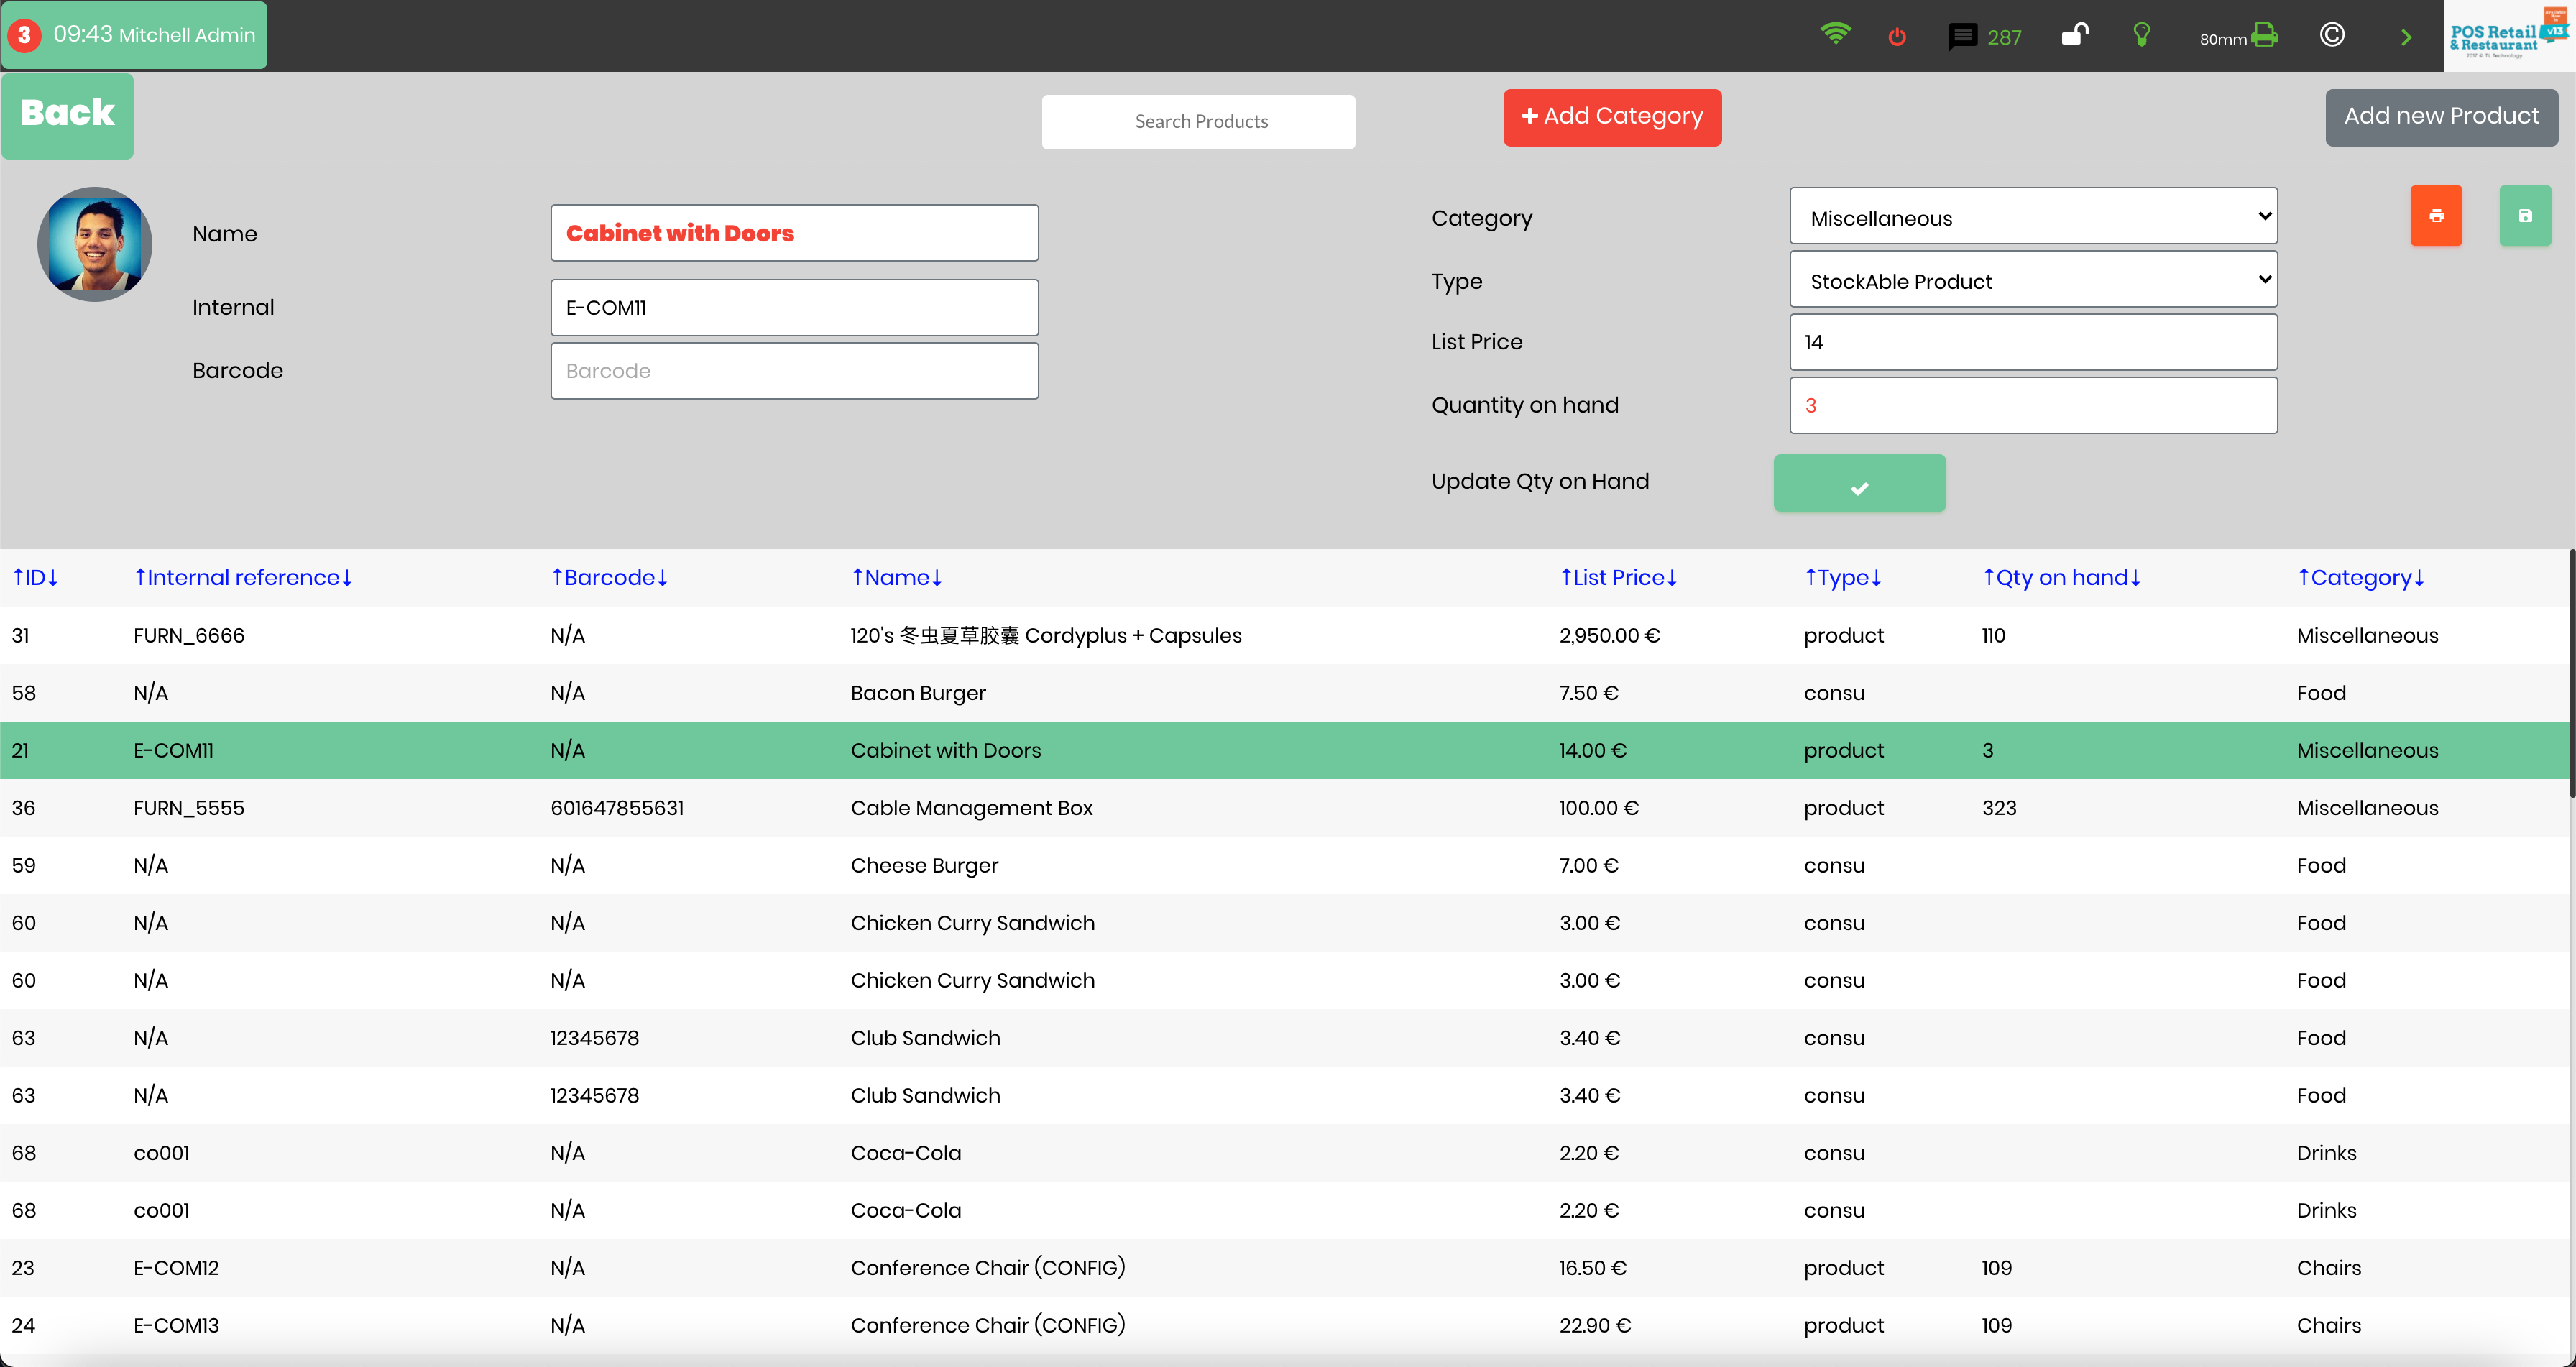 3 09:43 Mitchell Admin 287 80mm
POS Retail & Restaurant v13
2017 © TL Technology
Back Search Products + Add Category Add new Product
Name Cabinet with Doors Category Miscellaneous
Internal E-COM11 Type StockAble Product
Barcode Barcode List Price 14
Quantity on hand 3
Update Qty on Hand
↑ID↓ ↑Internal reference↓ ↑Barcode↓ ↑Name↓ ↑List Price↓ ↑Type↓ ↑Qty on hand↓ ↑Category↓
31 FURN_6666 N/A 120's 冬虫夏草胶囊 Cordyplus + Capsules 2,950.00 € product 110 Miscellaneous
58 N/A N/A Bacon Burger 7.50 € consu Food
21 E-COM11 N/A Cabinet with Doors 14.00 € product 3 Miscellaneous
36 FURN_5555 601647855631 Cable Management Box 100.00 € product 323 Miscellaneous
59 N/A N/A Cheese Burger 7.00 € consu Food
60 N/A N/A Chicken Curry Sandwich 3.00 € consu Food
60 N/A N/A Chicken Curry Sandwich 3.00 € consu Food
63 N/A 12345678 Club Sandwich 3.40 € consu Food
63 N/A 12345678 Club Sandwich 3.40 € consu Food
68 co001 N/A Coca-Cola 2.20 € consu Drinks
68 co001 N/A Coca-Cola 2.20 € consu Drinks
23 E-COM12 N/A Conference Chair (CONFIG) 16.50 € product 109 Chairs
24 E-COM13 N/A Conference Chair (CONFIG) 22.90 € product 109 Chairs